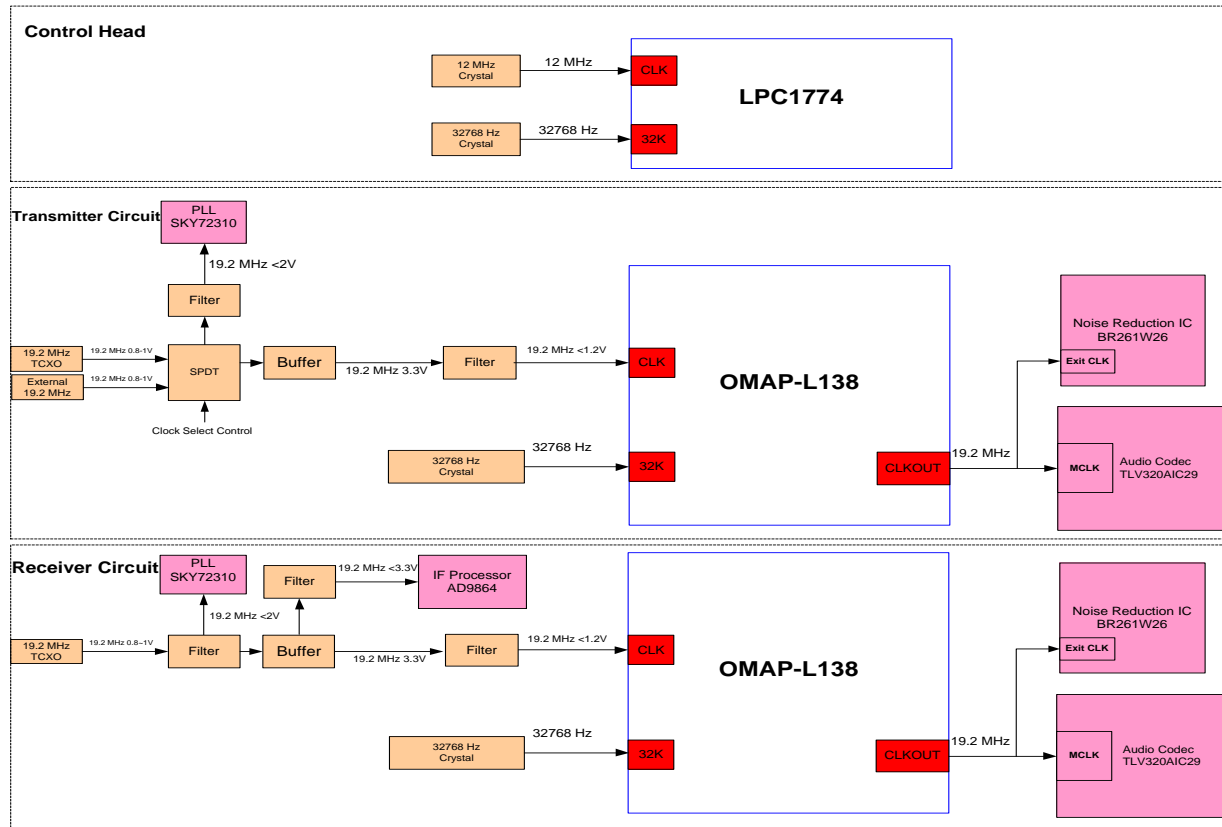 Control Head
12 MHz
Crystal
12 MHz
CLK
LPC1774
32768 Hz
Crystal
32768 Hz
32K
Transmitter Circuit
PLL
SKY72310
19.2 MHz <2V
Filter
19.2 MHz
TCXO
19.2 MHz 0.8-1V
External
19.2 MHz
19.2 MHz 0.8-1V
SPDT
Clock Select Control
Buffer
19.2 MHz 3.3V
Filter
19.2 MHz <1.2V
CLK
OMAP-L138
32768 Hz
Crystal
32768 Hz
32K
CLKOUT
19.2 MHz
Noise Reduction IC
BR261W26
Exit CLK
MCLK
Audio Codec
TLV320AIC29
Receiver Circuit
PLL
SKY72310
19.2 MHz <2V
Filter
19.2 MHz <3.3V
IF Processor
AD9864
19.2 MHz
TCXO
19.2 MHz 0.8~1V
Filter
Buffer
19.2 MHz 3.3V
Filter
19.2 MHz <1.2V
CLK
OMAP-L138
32768 Hz
Crystal
32768 Hz
32K
CLKOUT
19.2 MHz
Noise Reduction IC
BR261W26
Exit CLK
MCLK
Audio Codec
TLV320AIC29